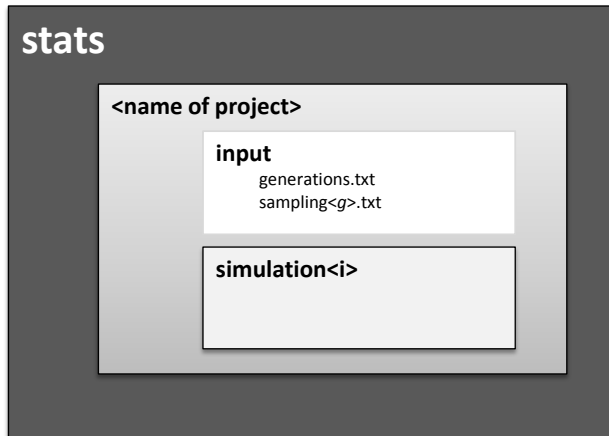 stats
<name of project>
input
generations.txt
sampling<g>.txt
simulation<i>